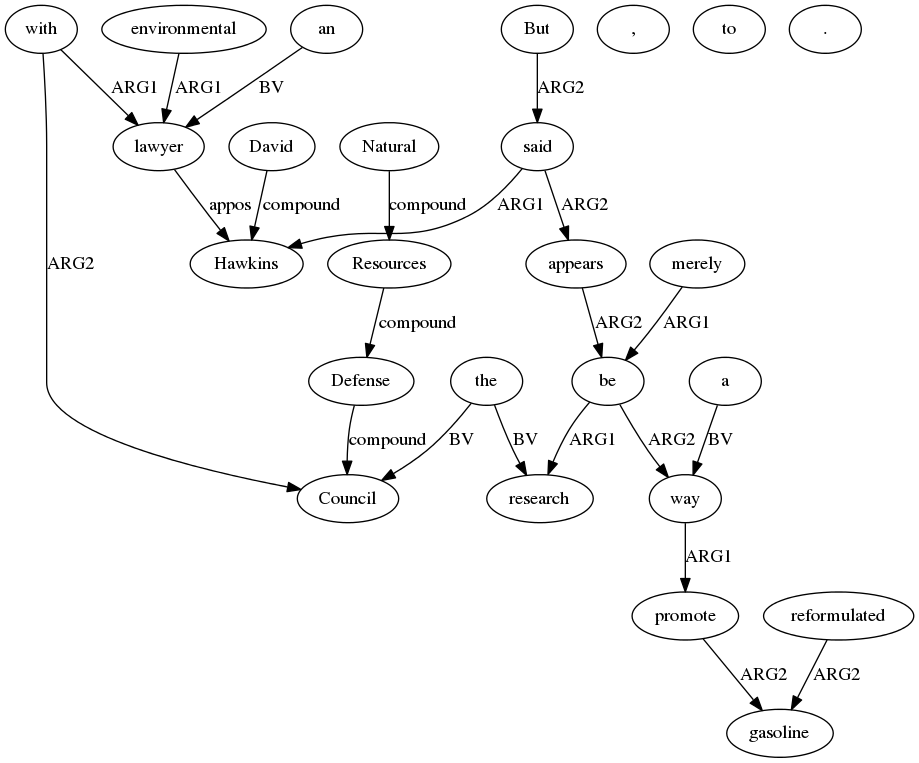 with environmental an But , to .
ARG1 ARG1 BV ARG2
lawyer David Natural said
appos compound compound ARG1 ARG2
ARG2 Hawkins Resources appears merely
compound ARG2 ARG1
Defense the be a
compound BV BV ARG1 ARG2 BV
Council research way
ARG1
promote reformulated
ARG2 ARG2
gasoline